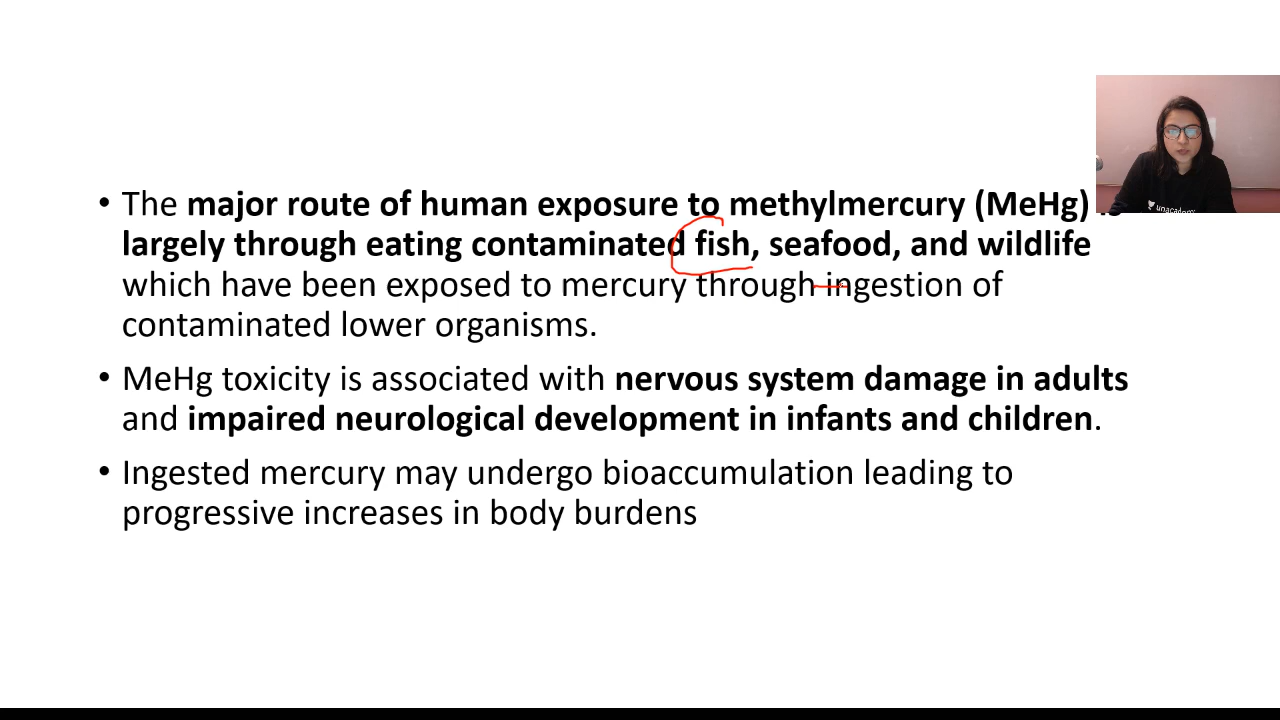 • The major route of human exposure to methylmercury (MeHg) is
largely through eating contaminated fish, seafood, and wildlife
which have been exposed to mercury through ingestion of
contaminated lower organisms.
• MeHg toxicity is associated with nervous system damage in adults
and impaired neurological development in infants and children.
• Ingested mercury may undergo bioaccumulation leading to
progressive increases in body burdens
unacademy